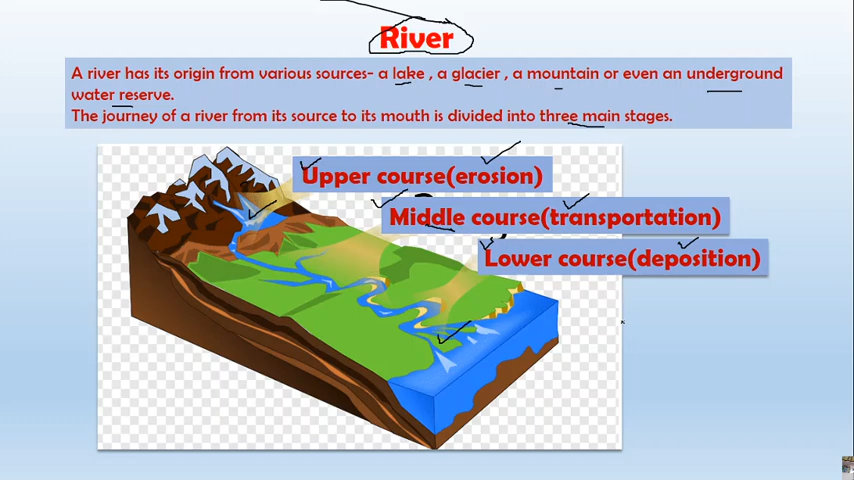 River
A river has its origin from various sources- a lake , a glacier , a mountain or even an underground
water reserve.
The journey of a river from its source to its mouth is divided into three main stages.
Upper course(erosion)
Middle course(transportation)
Lower course(deposition)